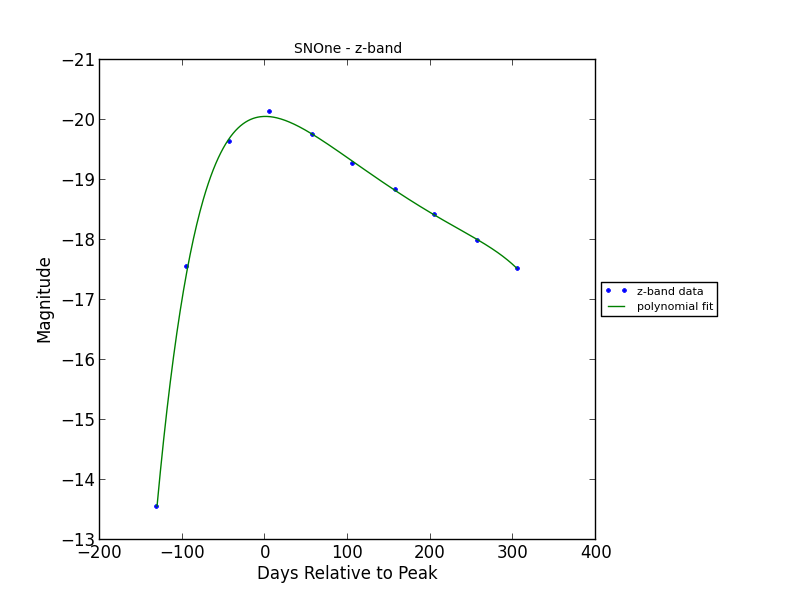 SNOne - z-band
−21
−20
−19
−18
−17
−16
−15
−14
−13
Magnitude
−200 −100 0 100 200 300 400
Days Relative to Peak
z-band data
polynomial fit